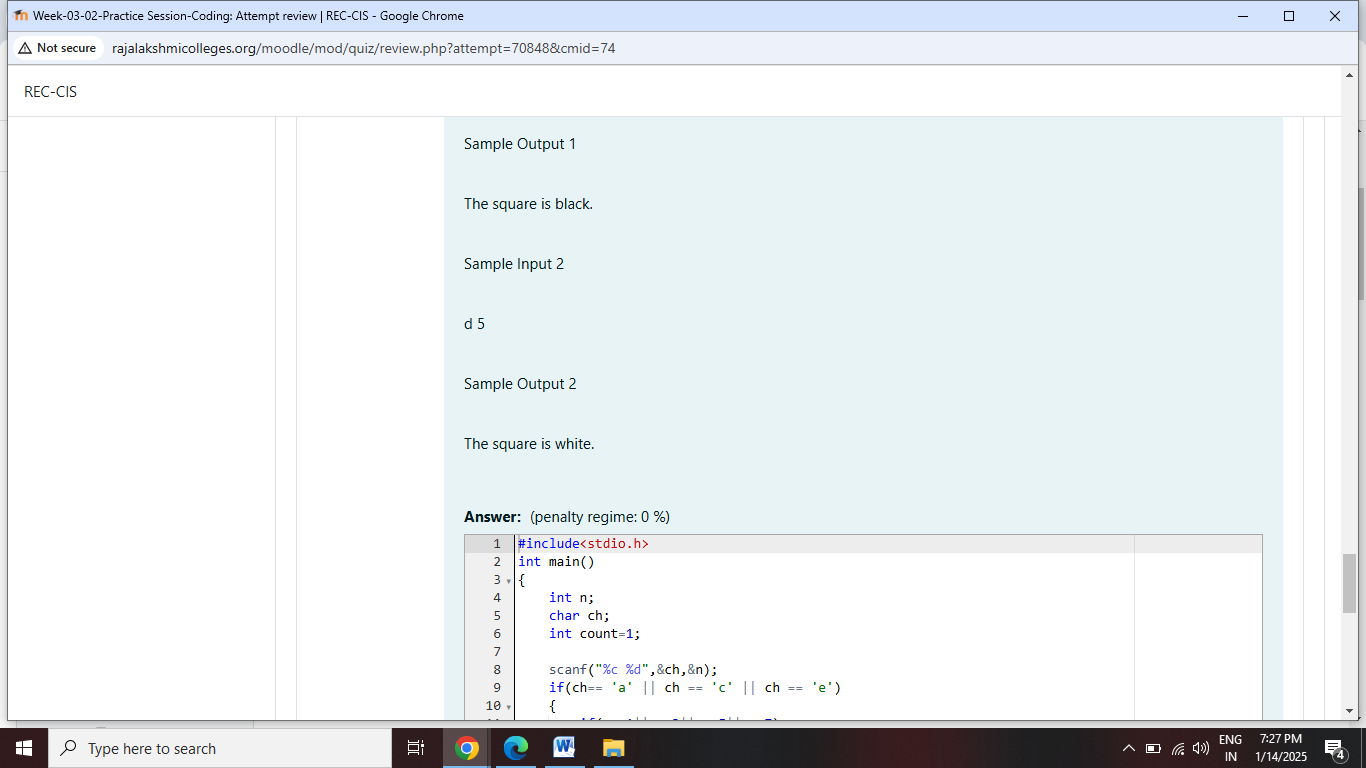 Week-03-02-Practice Session-Coding: Attempt review | REC-CIS - Google Chrome
Not secure rajalakshmicolleges.org/moodle/mod/quiz/review.php?attempt=70848&cmid=74
REC-CIS
Sample Output 1
The square is black.
Sample Input 2
d 5
Sample Output 2
The square is white.
Answer: (penalty regime: 0 %)
1 #include<stdio.h>
2 int main()
3 {
4 int n;
5 char ch;
6 int count=1;
7
8 scanf("%c %d",&ch,&n);
9 if(ch== 'a' || ch == 'c' || ch == 'e')
10 {
Type here to search
ENG
IN
7:27 PM
1/14/2025
4